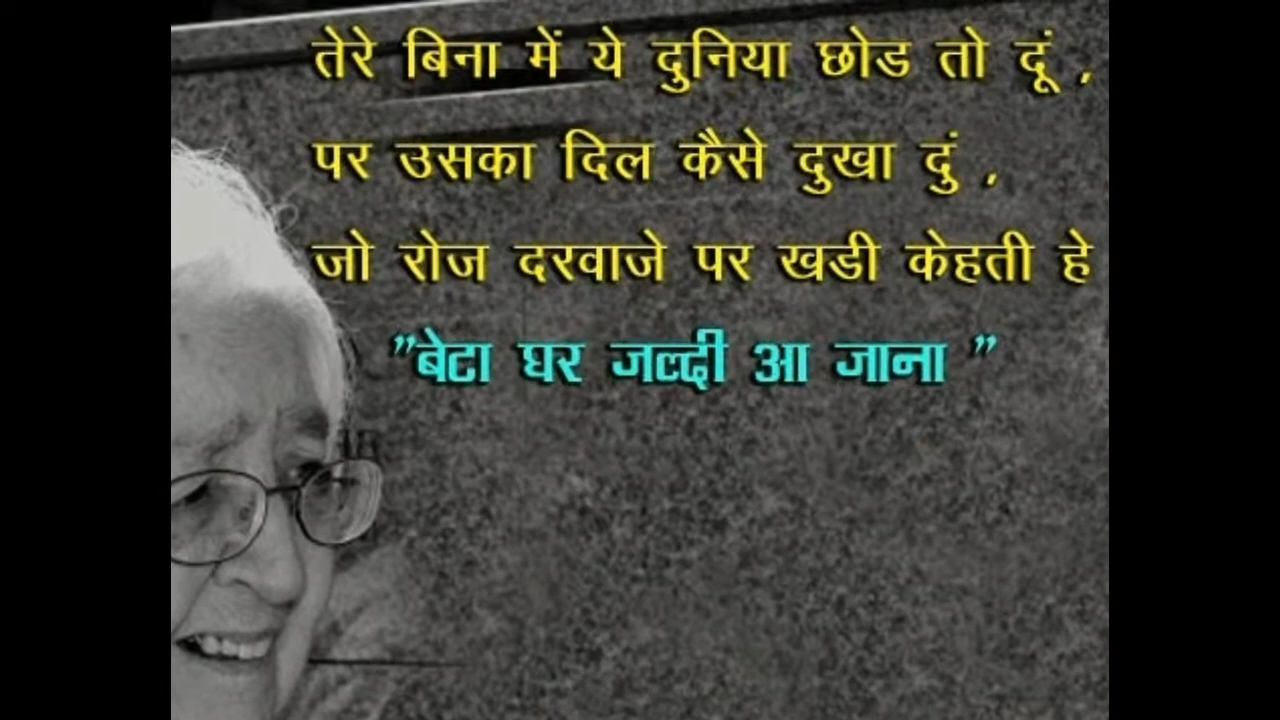 तेरे बिना में ये दुनिया छोड तो दूं ,
पर उसका दिल कैसे दुखा दुं ,
जो रोज दरवाजे पर खडी केहती हे
"बेटा घर जल्दी आ जाना "